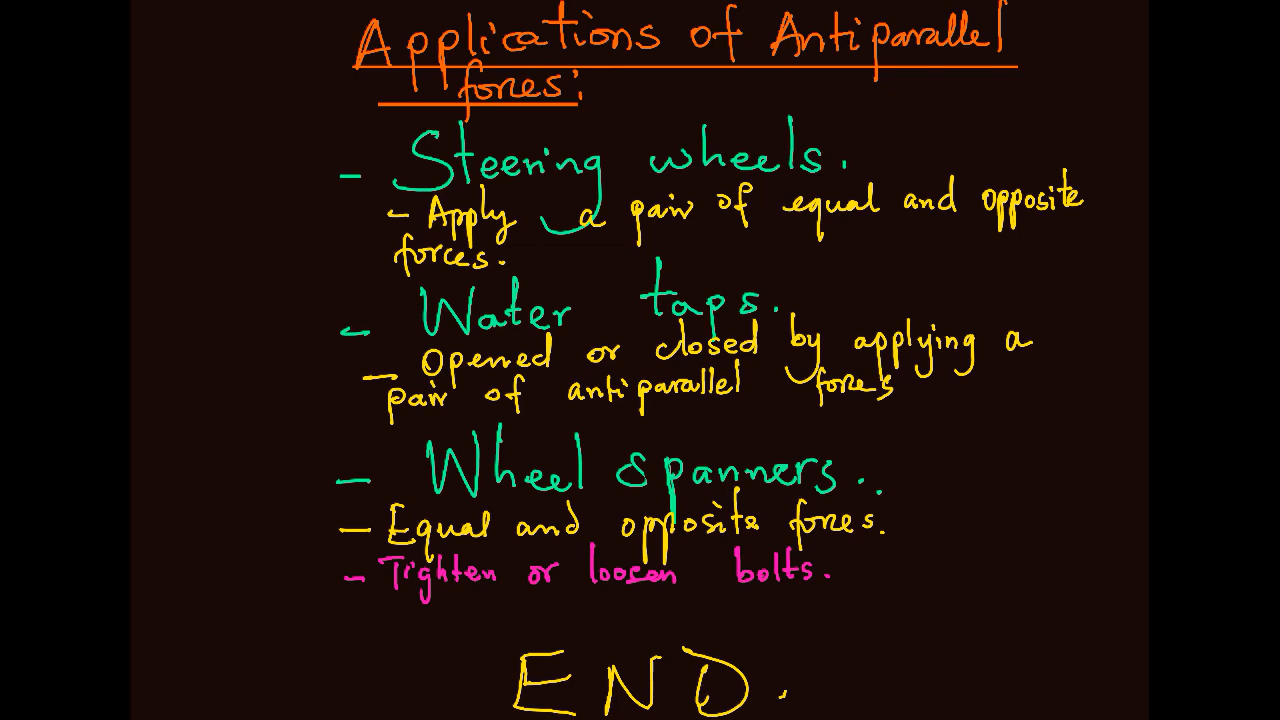 Applications of Antiparallel
forces:
- Steering wheels.
- Apply a pair of equal and opposite
forces.
- Water taps.
- Opened or closed by applying a
pair of antiparallel forces
- Wheel spanners..
- Equal and opposite forces.
- Tighten or loosen bolts.
END.